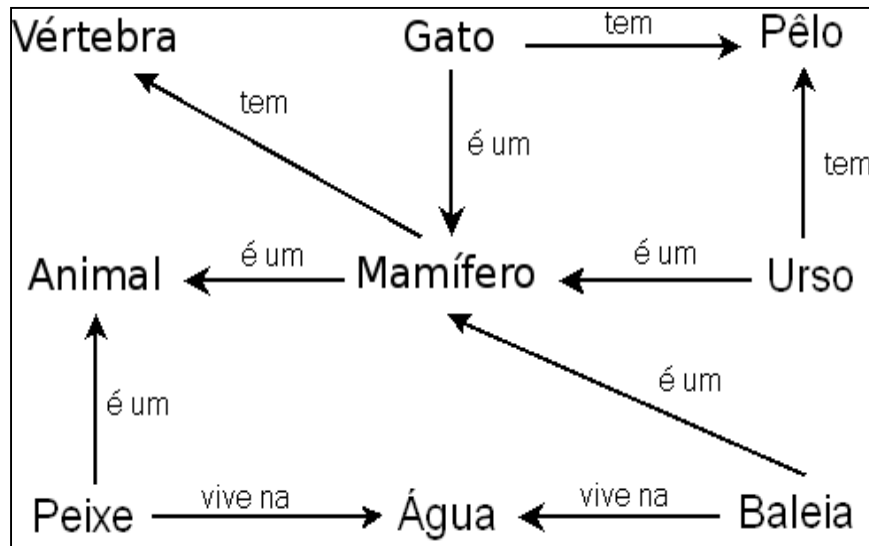 Vértebra Gato tem Pêlo
tem
é um
tem
Animal é um Mamífero é um Urso
é um
é um
Peixe vive na Água vive na Baleia